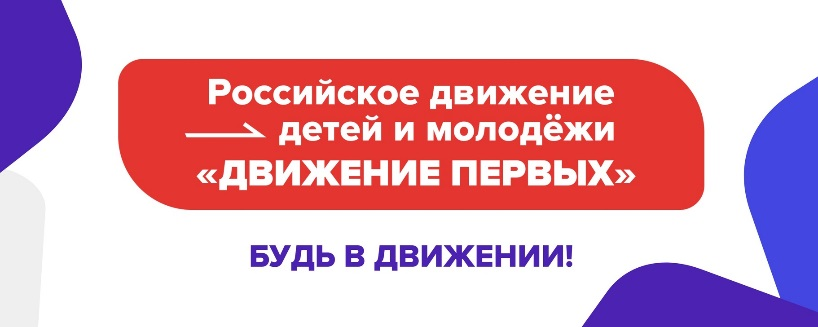 Российское движение
детей и молодёжи
«ДВИЖЕНИЕ ПЕРВЫХ»
БУДЬ В ДВИЖЕНИИ!